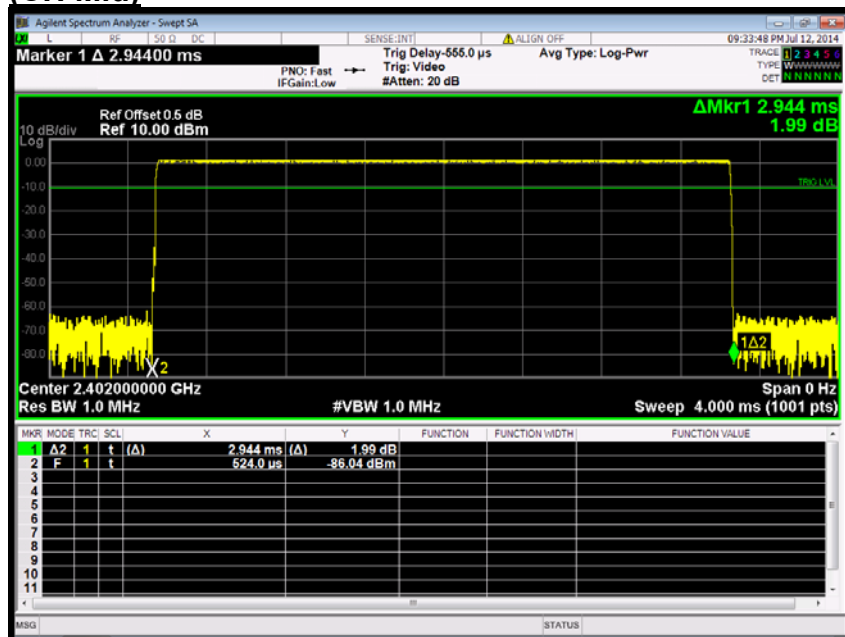 Agilent Spectrum Analyzer - Swept SA
L RF 50 Ω DC SENSE:INT ALIGN OFF 09:33:48 PM Jul 12, 2014
Marker 1 Δ 2.94400 ms Trig Delay-555.0 µs Avg Type: Log-Pwr TRACE 1 2 3 4 5 6
PNO: Fast Trig: Video TYPE WWWWWW
IFGain:Low #Atten: 20 dB DET N N N N N N
ΔMkr1 2.944 ms
1.99 dB
Ref Offset 0.5 dB
10 dB/div Ref 10.00 dBm
Log
0.00
-10.0
TRIG LVL
-20.0
-30.0
-40.0
-50.0
-60.0
-70.0
-80.0
1Δ2
X2
Center 2.402000000 GHz Span 0 Hz
Res BW 1.0 MHz #VBW 1.0 MHz Sweep 4.000 ms (1001 pts)
MKR MODE TRC SCL X Y FUNCTION FUNCTION WIDTH FUNCTION VALUE
1 Δ2 1 t (Δ) 2.944 ms (Δ) 1.99 dB
2 F 1 t 524.0 µs -86.04 dBm
3
4
5
6
7
8
9
10
11
MSG STATUS